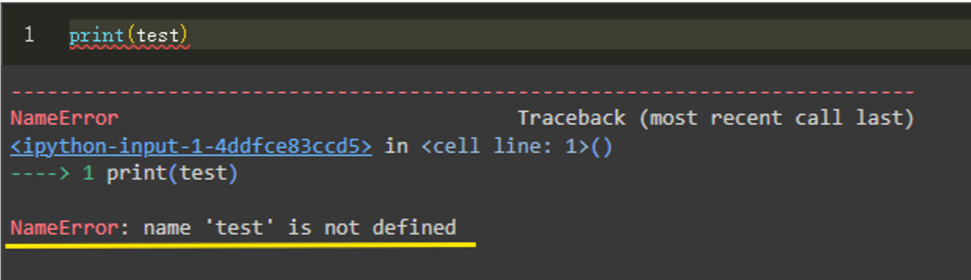 1 print(test)
---------------------------------------------------------------------------
NameError Traceback (most recent call last)
<ipython-input-1-4ddfce83ccd5> in <cell line: 1>()
----> 1 print(test)
NameError: name 'test' is not defined